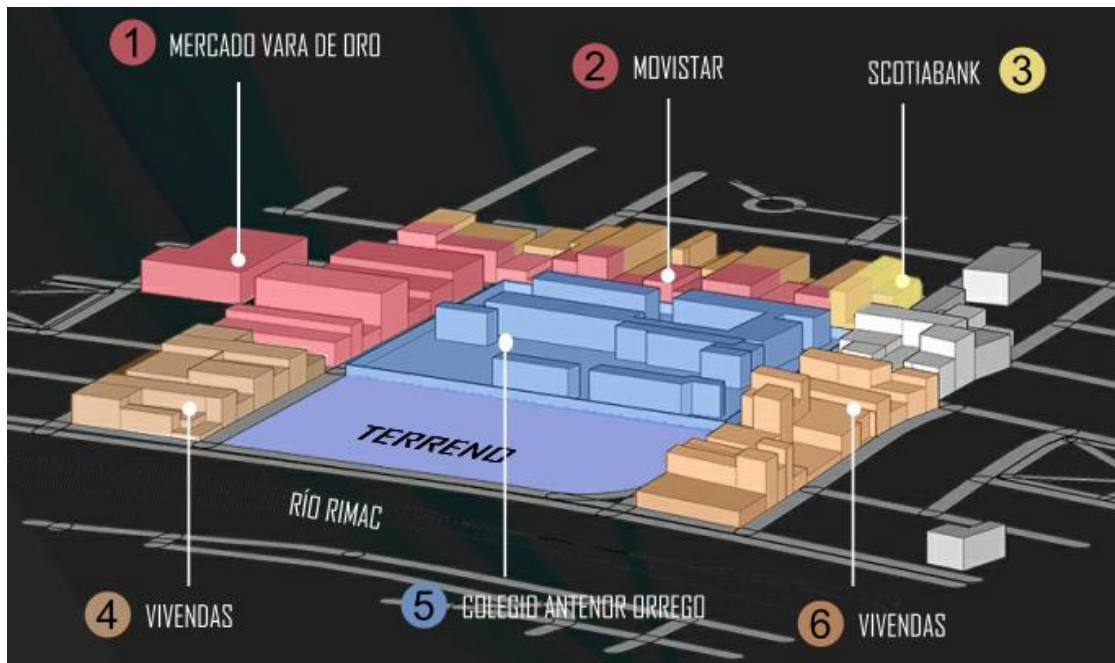 1 MERCADO VARA DE ORO
2 MOVISTAR
SCOTIABANK 3
TERRENO
RÍO RIMAC
4 VIVENDAS
5 COLEGIO ANTENOR ORREGO
6 VIVENDAS